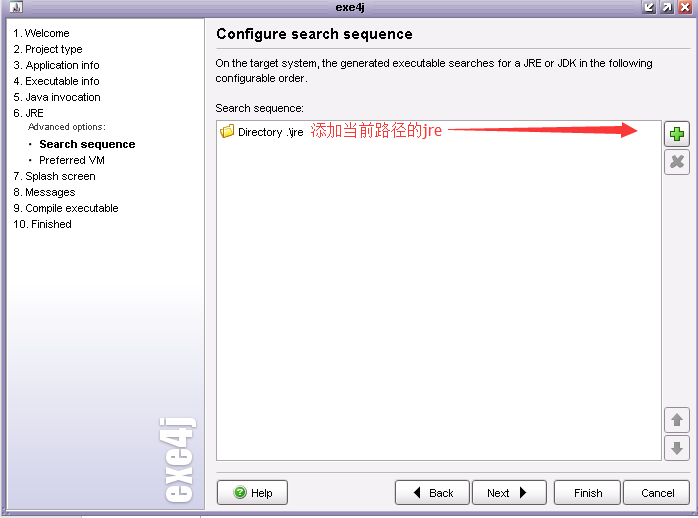 exe4j
1. Welcome
2. Project type
3. Application info
4. Executable info
5. Java invocation
6. JRE
Advanced options:
• Search sequence
• Preferred VM
7. Splash screen
8. Messages
9. Compile executable
10. Finished
exe4j
Configure search sequence
On the target system, the generated executable searches for a JRE or JDK in the following
configurable order.
Search sequence:
Directory .\jre 添加当前路径的jre
Help
Back
Next
Finish
Cancel